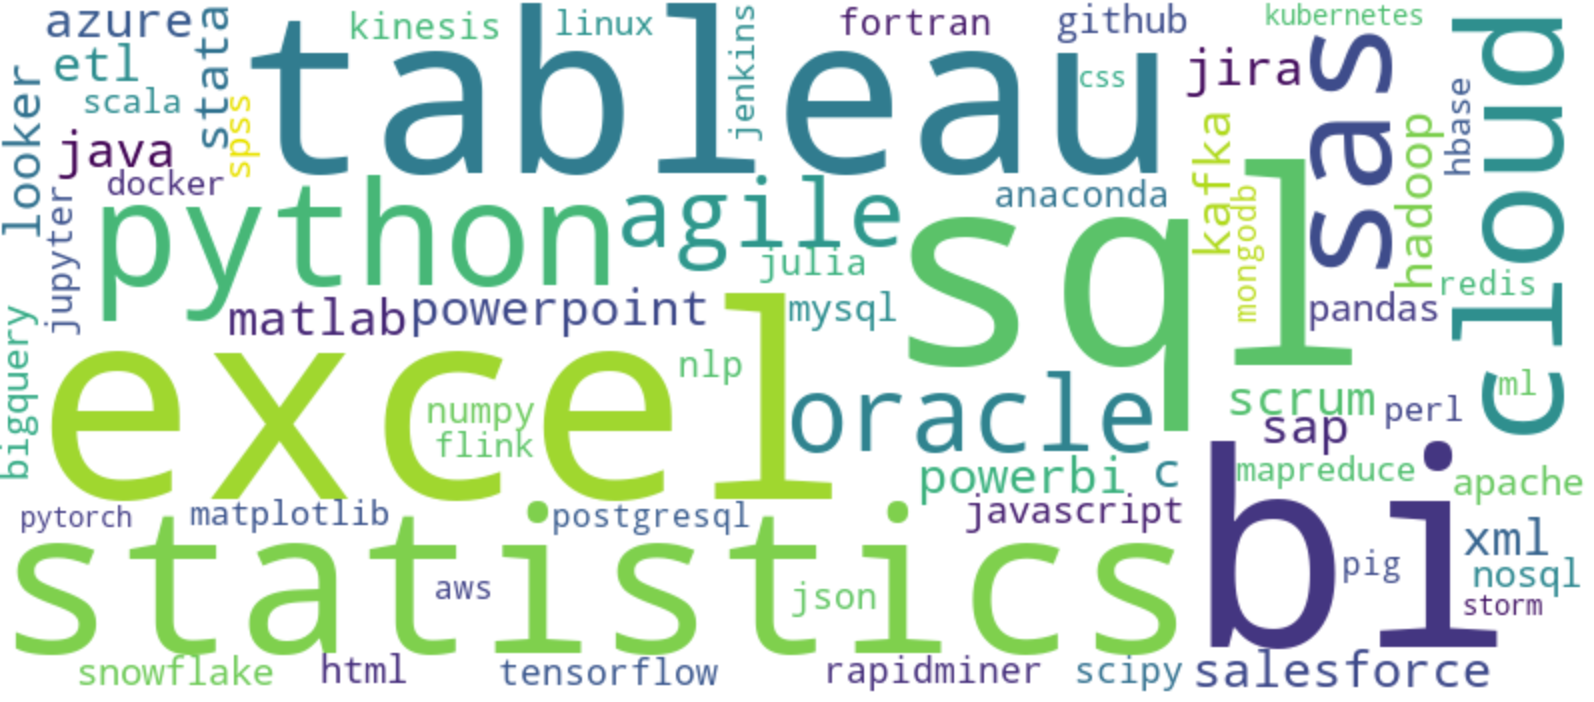 azure
kinesis
linux
fortran
github
kubernetes
etl
stata
tableau
jenkins
css
jira
sas
cloud
looker
scala
spss
hbase
java
kafka
hadoop
docker
jupyter
python
agile
anaconda
sql
mongodb
julia
redis
matlab
powerpoint
mysql
pandas
bigquery
excel
nlp
numpy
flink
oracle
scrum
perl
ml
sap
powerbi
c
mapreduce
apache
pytorch
matplotlib
postgresql
javascript
bi
xml
statistics
aws
json
pig
nosql
storm
snowflake
html
tensorflow
rapidminer
scipy
salesforce